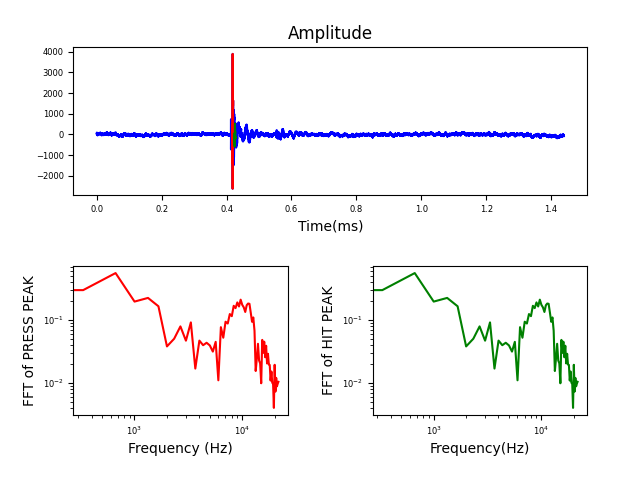 Amplitude
4000
3000
2000
1000
0
−1000
−2000
0.0 0.2 0.4 0.6 0.8 1.0 1.2 1.4
Time(ms)
FFT of PRESS PEAK
10⁻¹
10⁻²
10³ 10⁴
Frequency (Hz)
FFT of HIT PEAK
10⁻¹
10⁻²
10³ 10⁴
Frequency(Hz)